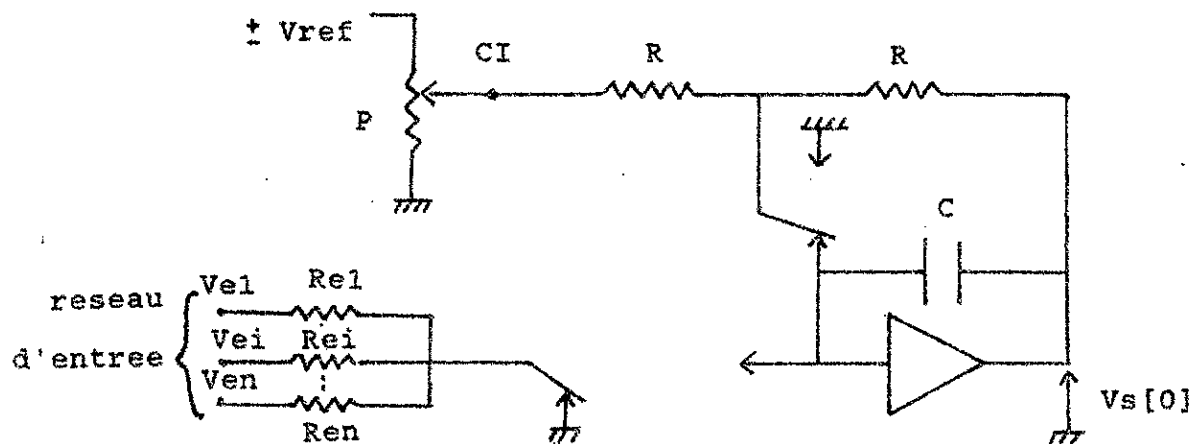 ± Vref
CI
R
R
P
C
reseau
d'entree
Ve1
Re1
Vei
Rei
Ven
Ren
Vs[0]